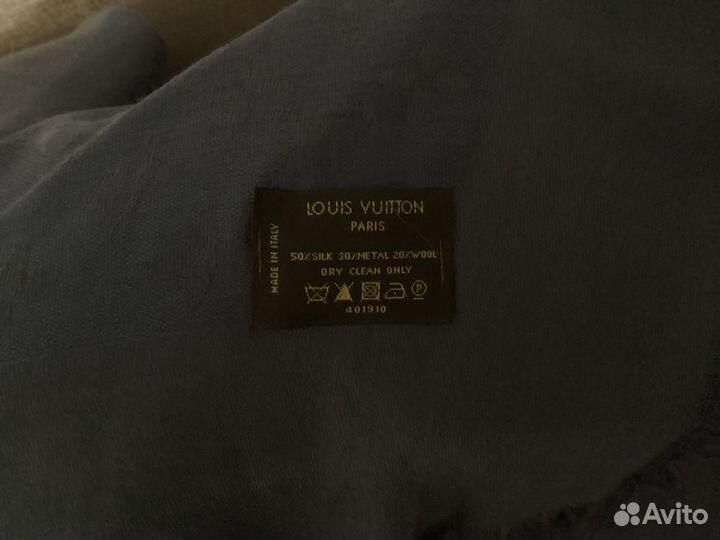 LOUIS VUITTON
PARIS
MADE IN ITALY
50%SILK 30%METAL 20%WOOL
DRY CLEAN ONLY
P
401910
Avito